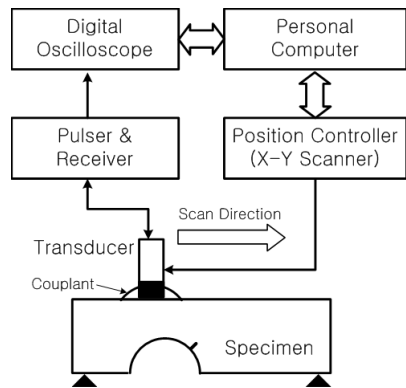 Digital
Oscilloscope
Personal
Computer
Pulser &
Receiver
Position Controller
(X-Y Scanner)
Scan Direction
Transducer
Couplant
Specimen